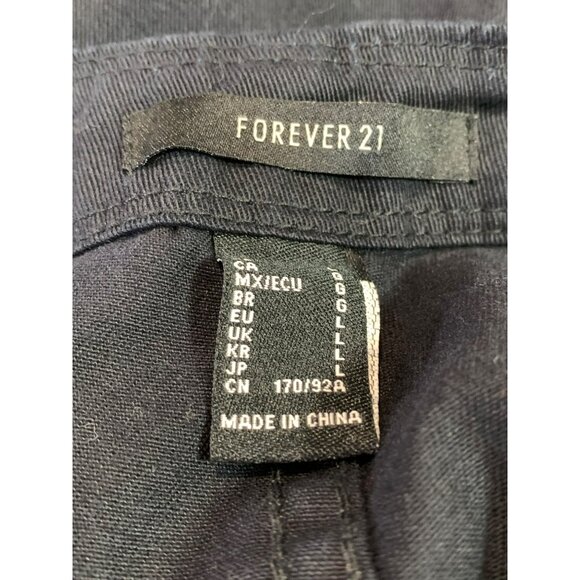 FOREVER 21
CA G
MX/ECU G
BR G
EU L
UK L
KR L
JP L
CN 170/92A
MADE IN CHINA